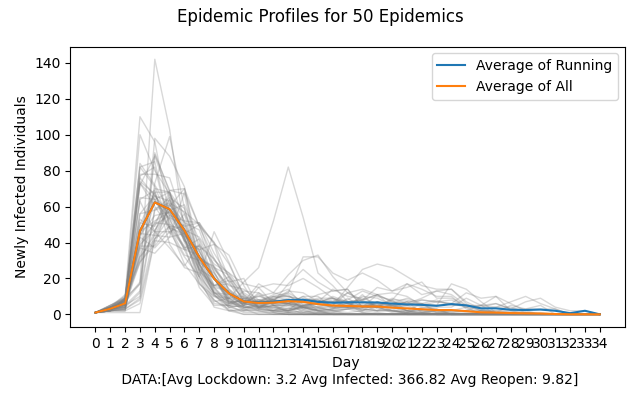 Epidemic Profiles for 50 Epidemics
Average of Running
Average of All
Newly Infected Individuals
140
120
100
80
60
40
20
0
0 1 2 3 4 5 6 7 8 9 10 11 12 13 14 15 16 17 18 19 20 21 22 23 24 25 26 27 28 29 30 31 32 33 34
Day
DATA:[Avg Lockdown: 3.2 Avg Infected: 366.82 Avg Reopen: 9.82]